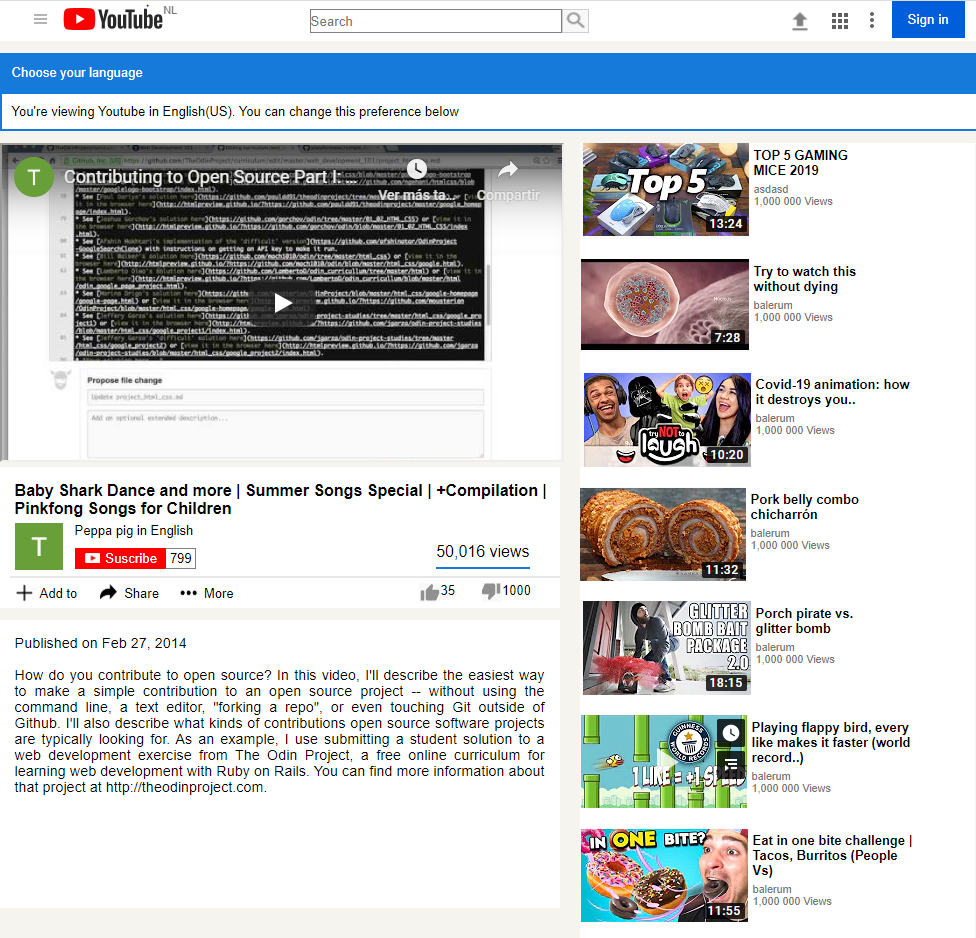 YouTube NL
Search
Sign in
Choose your language
You're viewing Youtube in English(US). You can change this preference below
T
Contributing to Open Source Part I: ...
Ver más ta...
Compartir
Propose file change
Update project_html_css.md
Add an optional extended description...
Baby Shark Dance and more | Summer Songs Special | +Compilation |
Pinkfong Songs for Children
T
Peppa pig in English
Suscribe 799
50,016 views
Add to
Share
More
35
1000
Published on Feb 27, 2014
How do you contribute to open source? In this video, I'll describe the easiest way
to make a simple contribution to an open source project -- without using the
command line, a text editor, "forking a repo", or even touching Git outside of
Github. I'll also describe what kinds of contributions open source software projects
are typically looking for. As an example, I use submitting a student solution to a
web development exercise from The Odin Project, a free online curriculum for
learning web development with Ruby on Rails. You can find more information about
that project at http://theodinproject.com.
Top 5
13:24
TOP 5 GAMING
MICE 2019
asdasd
1,000 000 Views
7:28
Try to watch this
without dying
balerum
1,000 000 Views
try NOT to
laugh
10:20
Covid-19 animation: how
it destroys you..
balerum
1,000 000 Views
11:32
Pork belly combo
chicharrón
balerum
1,000 000 Views
GLITTER
BOMB BAIT
PACKAGE
2.0
18:15
Porch pirate vs.
glitter bomb
balerum
1,000 000 Views
GUINNESS
WORLD RECORDS
1 LIKE = +1 SPEED
Playing flappy bird, every
like makes it faster (world
record..)
balerum
1,000 000 Views
IN ONE BITE?
11:55
Eat in one bite challenge |
Tacos, Burritos (People
Vs)
balerum
1,000 000 Views